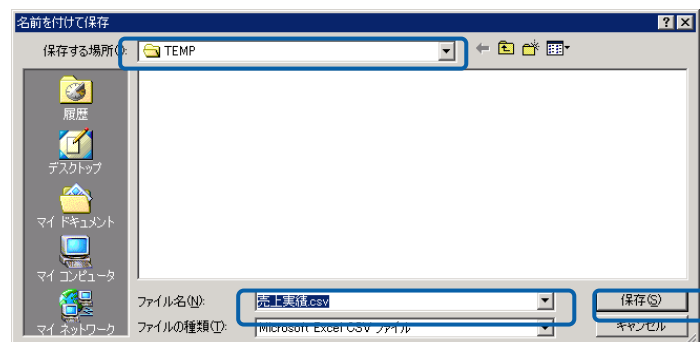 名前を付けて保存
保存する場所(I):
TEMP
履歴
デスクトップ
マイ ドキュメント
マイ コンピュータ
マイ ネットワーク
ファイル名(N):
売上実績.csv
保存(S)
ファイルの種類(T):
Microsoft Excel CSV ファイル
キャンセル